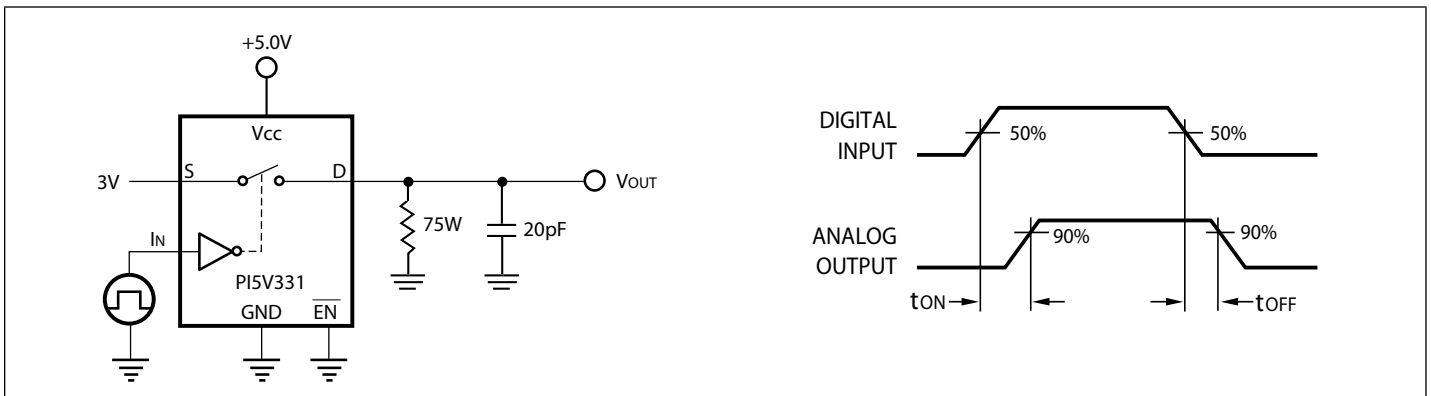 +5.0V
Vcc
S
D
3V
VOUT
75W
20pF
IN
PI5V331
GND
EN
DIGITAL
INPUT
50%
50%
ANALOG
OUTPUT
90%
90%
tON
tOFF